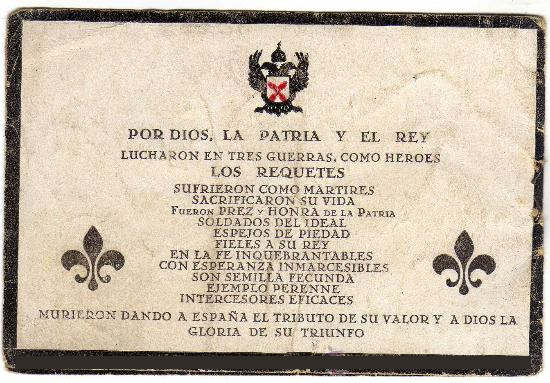 POR DIOS, LA PATRIA Y EL REY
LUCHARON EN TRES GUERRAS, COMO HEROES
LOS REQUETES
SUFRIERON COMO MARTIRES
SACRIFICARON SU VIDA
FUERON PREZ Y HONRA DE LA PATRIA
SOLDADOS DEL IDEAL
ESPEJOS DE PIEDAD
FIELES A SU REY
EN LA FE INQUEBRANTABLES
CON ESPERANZA INMARCESIBLES
SON SEMILLA FECUNDA
EJEMPLO PERENNE
INTERCESORES EFICACES
MURIERON DANDO A ESPAÑA EL TRIBUTO DE SU VALOR Y A DIOS LA
GLORIA DE SU TRIUNFO